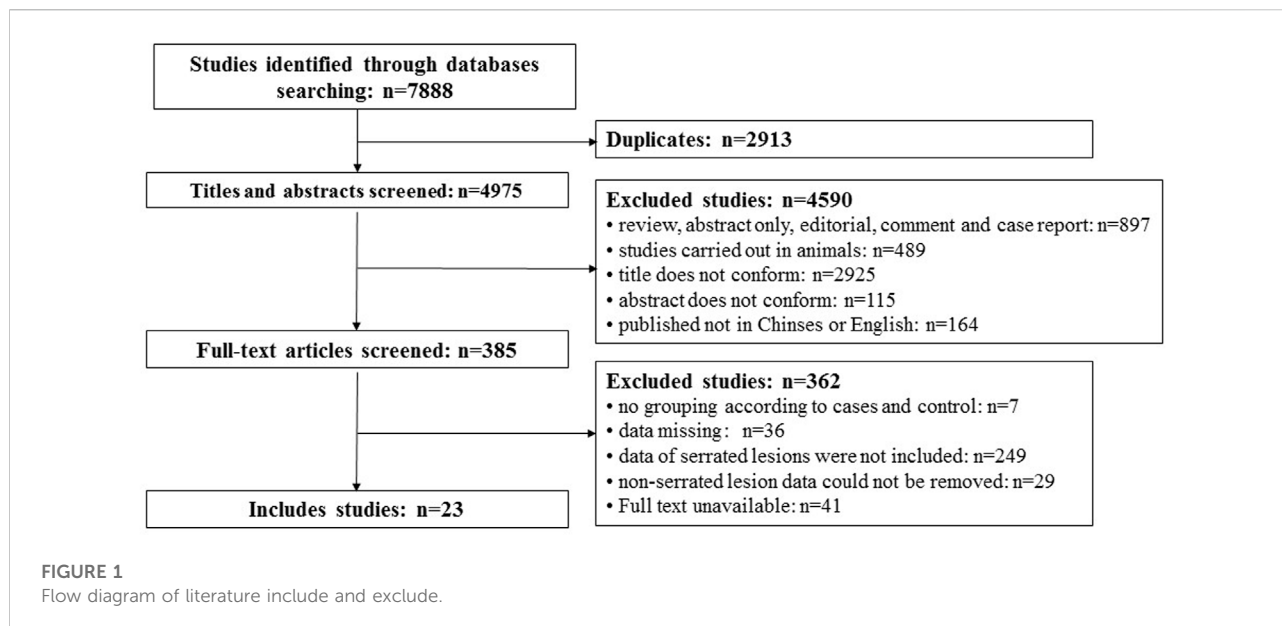 Studies identified through databases
searching: n=7888
Duplicates: n=2913
Titles and abstracts screened: n=4975
Excluded studies: n=4590
• review, abstract only, editorial, comment and case report: n=897
• studies carried out in animals: n=489
• title does not conform: n=2925
• abstract does not conform: n=115
• published not in Chinses or English: n=164
Full-text articles screened: n=385
Excluded studies: n=362
• no grouping according to cases and control: n=7
• data missing: n=36
• data of serrated lesions were not included: n=249
• non-serrated lesion data could not be removed: n=29
• Full text unavailable: n=41
Includes studies: n=23
FIGURE 1
Flow diagram of literature include and exclude.